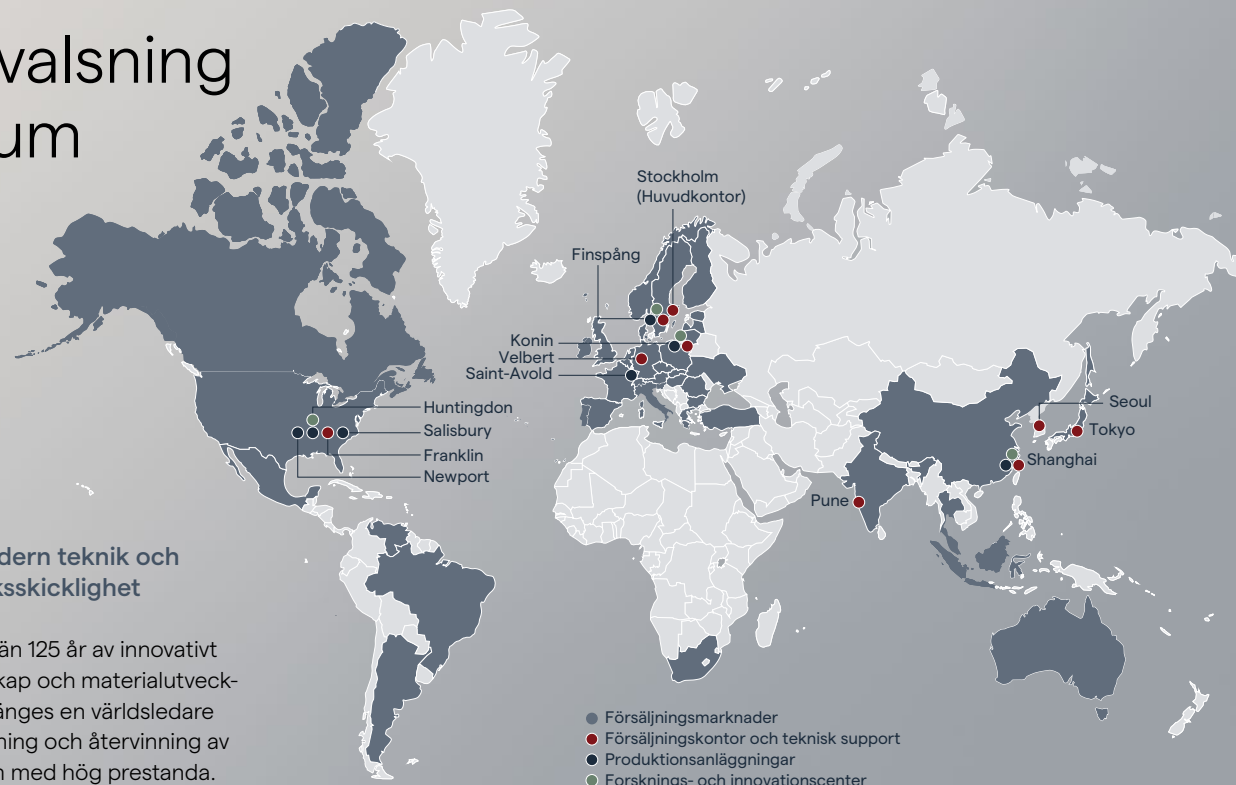 valsning
um
Stockholm
(Huvudkontor)
Finspång
Konin
Velbert
Saint-Avold
Huntingdon
Salisbury
Franklin
Newport
Seoul
Tokyo
Shanghai
Pune
dern teknik och
ksskicklighet
än 125 år av innovativt
kap och materialutveck-
änges en världsledare
ning och återvinning av
med hög prestanda.
Försäljningsmarknader
Försäljningskontor och teknisk support
Produktionsanläggningar
Forsknings- och innovationscenter